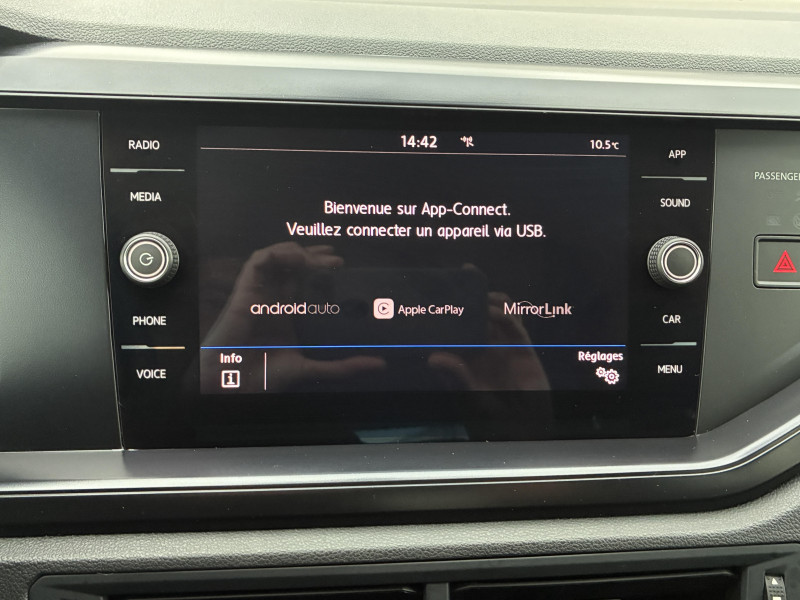 RADIO
MEDIA
PHONE
VOICE
14:42
10.5°C
Bienvenue sur App-Connect.
Veuillez connecter un appareil via USB.
androidauto
Apple CarPlay
MirrorLink
Info
i
Réglages
APP
SOUND
CAR
MENU